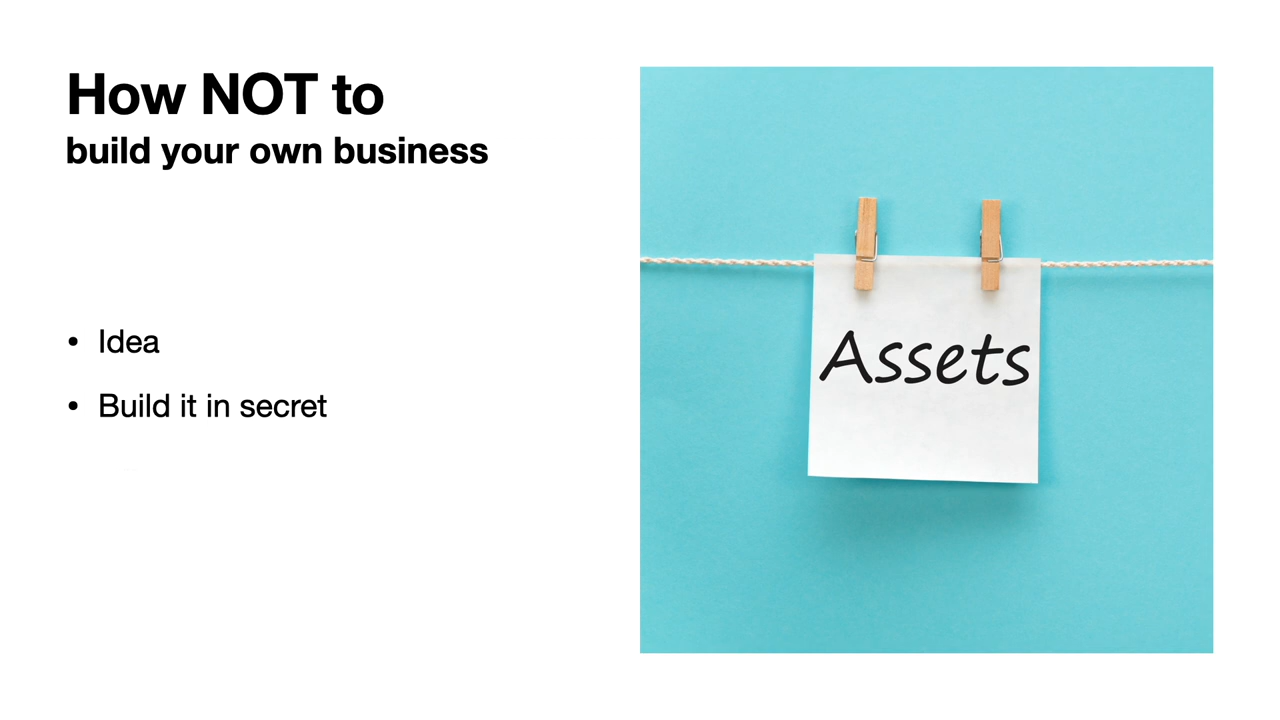 How NOT to
build your own business
• Idea
• Build it in secret
Assets